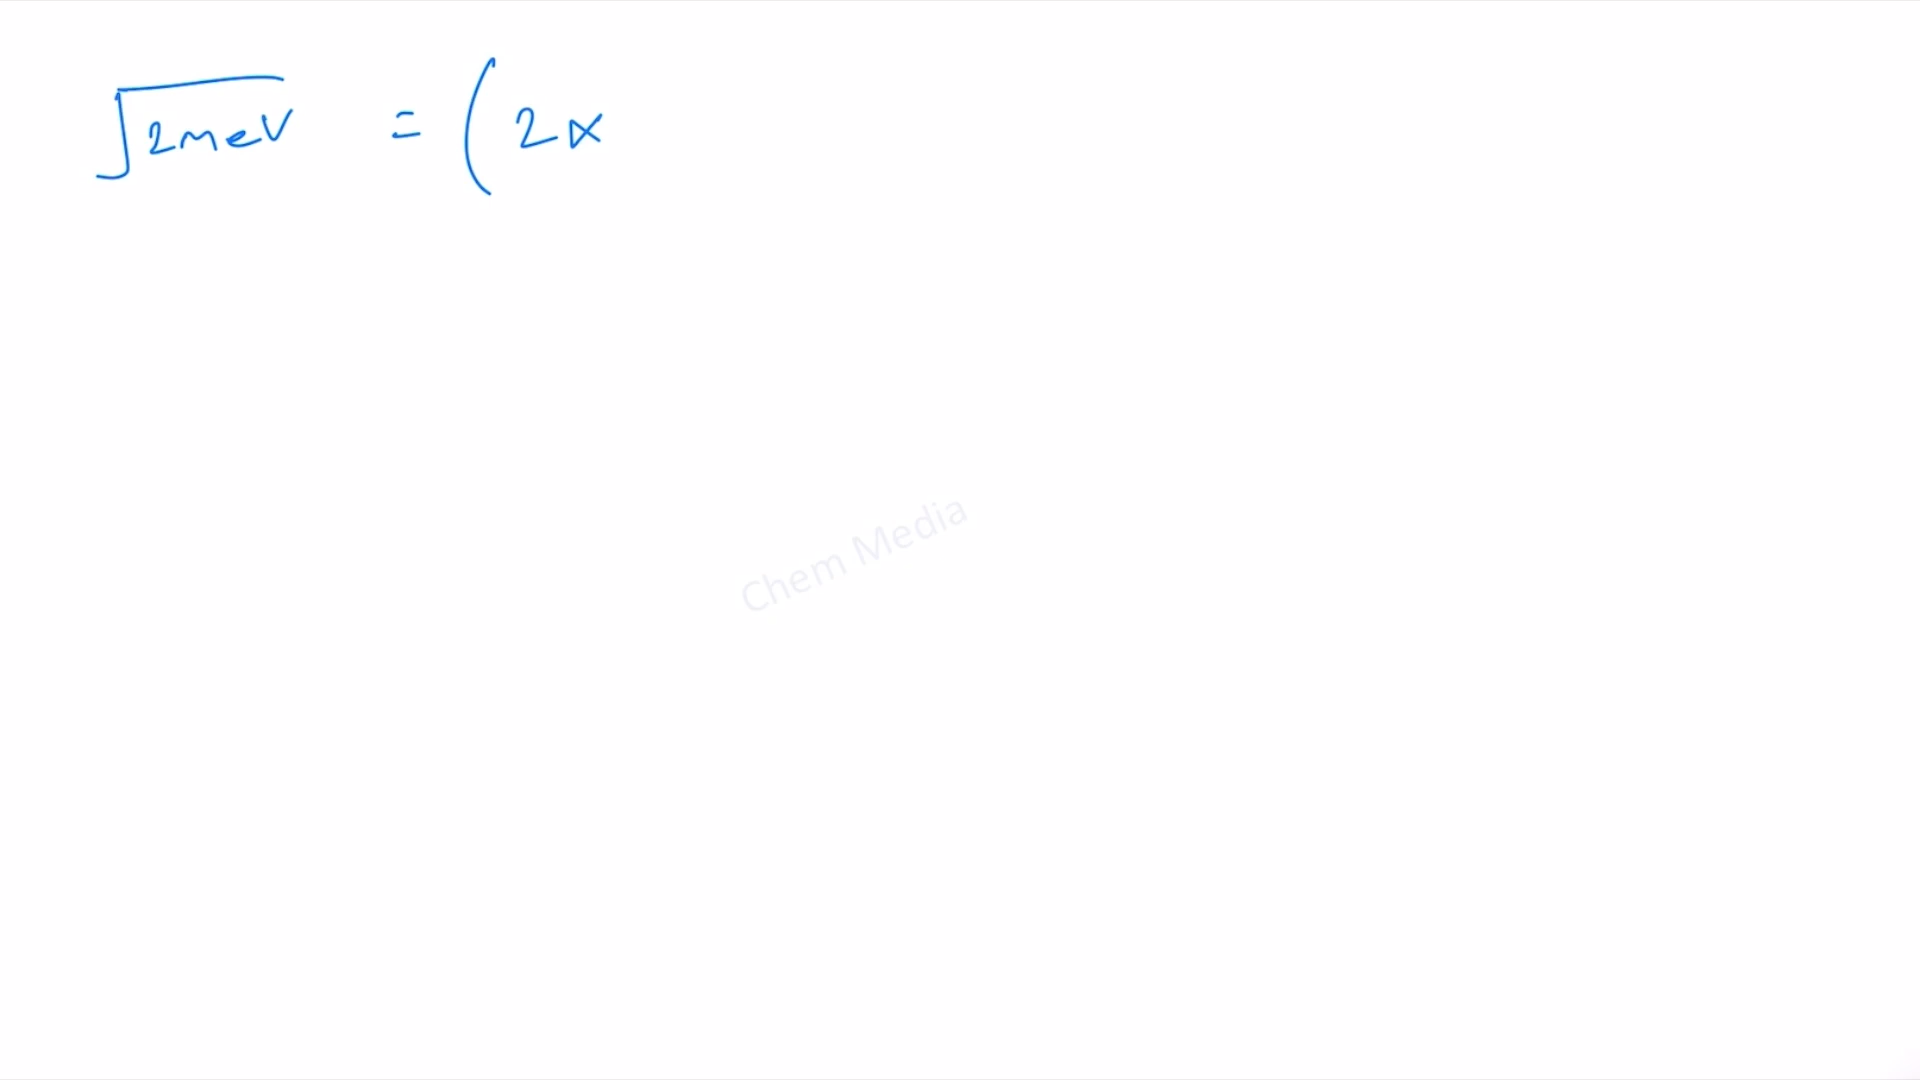 √2meV = ( 2 ×
Chem Media